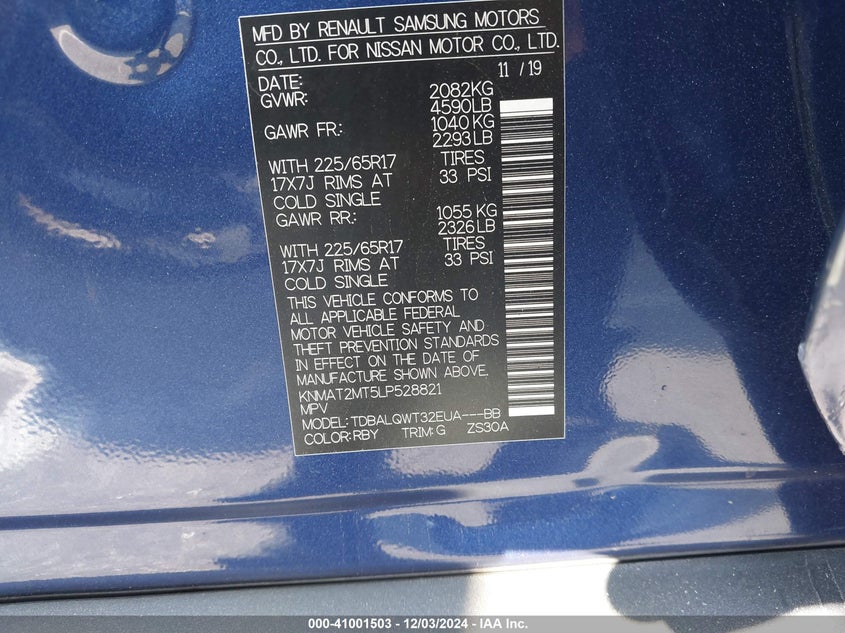 MFD BY RENAULT SAMSUNG MOTORS
CO., LTD. FOR NISSAN MOTOR CO., LTD.
DATE: 11 / 19
GVWR: 2082KG
4590LB
GAWR FR.: 1040 KG
2293 LB
WITH 225/65R17 TIRES
17X7J RIMS AT 33 PSI
COLD SINGLE
GAWR RR.: 1055 KG
2326 LB
WITH 225/65R17 TIRES
17X7J RIMS AT 33 PSI
COLD SINGLE
THIS VEHICLE CONFORMS TO
ALL APPLICABLE FEDERAL
MOTOR VEHICLE SAFETY AND
THEFT PREVENTION STANDARDS
IN EFFECT ON THE DATE OF
MANUFACTURE SHOWN ABOVE.
KNMAT2MT5LP528821
MPV
MODEL: TDBALQWT32EUA---BB
COLOR: RBY TRIM: G ZS30A
000-41001503 - 12/03/2024 - IAA Inc.